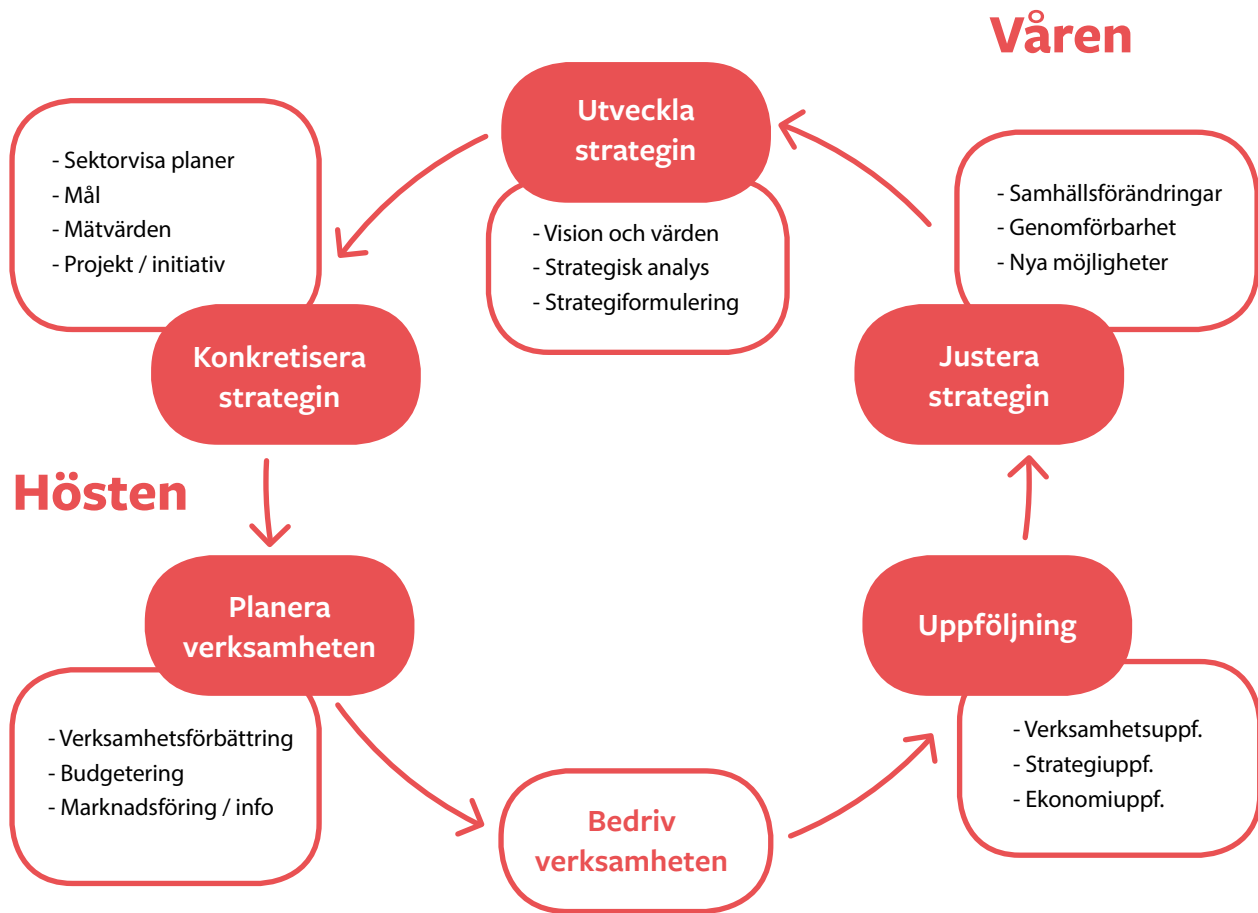 Våren
Utveckla
strategin
- Vision och värden
- Strategisk analys
- Strategiformulering
- Sektorvisa planer
- Mål
- Mätvärden
- Projekt / initiativ
Konkretisera
strategin
Hösten
Planera
verksamheten
- Verksamhetsförbättring
- Budgetering
- Marknadsföring / info
Bedriv
verksamheten
Uppföljning
- Verksamhetsuppf.
- Strategiuppf.
- Ekonomiuppf.
- Samhällsförändringar
- Genomförbarhet
- Nya möjligheter
Justera
strategin